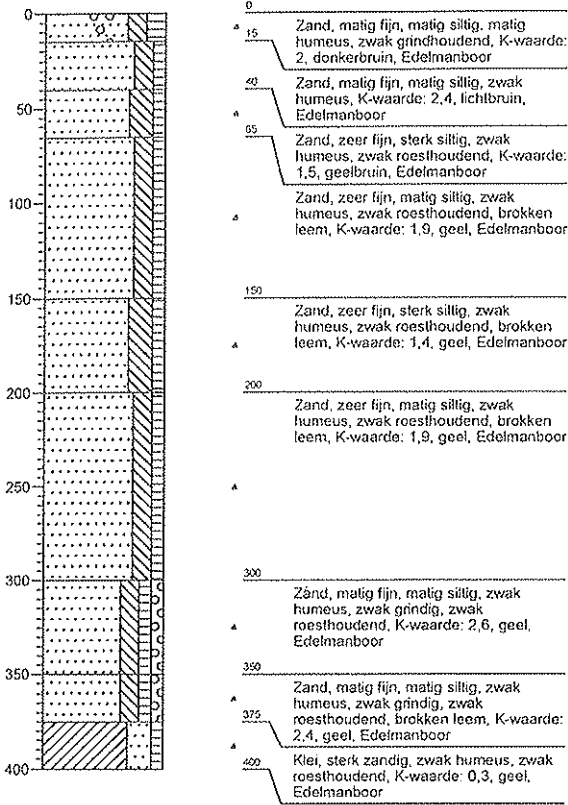 0
50
100
150
200
250
300
350
400
0
Zand, matig fijn, matig siltig, matig
humeus, zwak grindhoudend, K-waarde:
2, donkerbruin, Edelmanboor
15
Zand, matig fijn, matig siltig, zwak
humeus, K-waarde: 2,4, lichtbruin,
Edelmanboor
40
Zand, zeer fijn, sterk siltig, zwak
humeus, zwak roesthoudend, K-waarde:
1,5, geelbruin, Edelmanboor
65
Zand, zeer fijn, matig siltig, zwak
humeus, zwak roesthoudend, brokken
leem, K-waarde: 1,9, geel, Edelmanboor
150
Zand, zeer fijn, sterk siltig, zwak
humeus, zwak roesthoudend, brokken
leem, K-waarde: 1,4, geel, Edelmanboor
200
Zand, zeer fijn, matig siltig, zwak
humeus, zwak roesthoudend, brokken
leem, K-waarde: 1,9, geel, Edelmanboor
300
Zand, matig fijn, matig siltig, zwak
humeus, zwak grindig, zwak
roesthoudend, K-waarde: 2,6, geel,
Edelmanboor
350
Zand, matig fijn, matig siltig, zwak
humeus, zwak grindig, zwak
roesthoudend, brokken leem, K-waarde:
2,4, geel, Edelmanboor
375
Klei, sterk zandig, zwak humeus, zwak
roesthoudend, K-waarde: 0,3, geel,
Edelmanboor
400